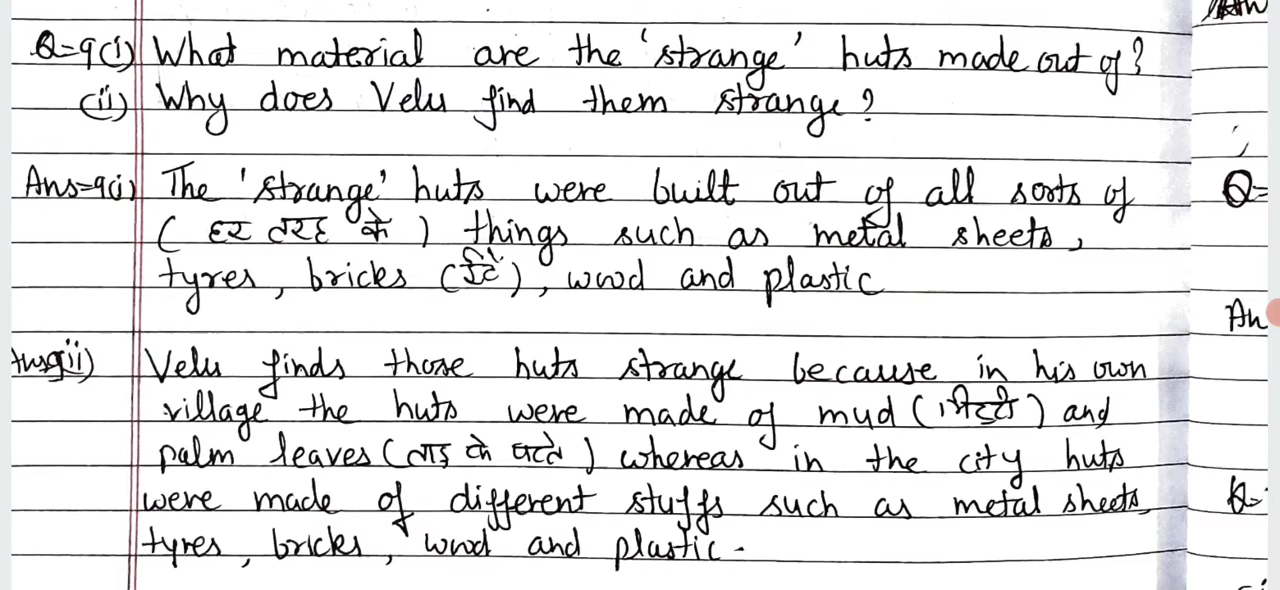 Q=9(i) What material are the 'strange' huts made out of?
(ii) Why does Velu find them strange?
Ans=9(i) The 'strange' huts were built out of all sorts of
( हर तरह के ) things such as metal sheets,
tyres, bricks (ईंटें), wood and plastic
Ans9(ii) Velu finds those huts strange because in his own
village the huts were made of mud (मिट्टी) and
palm leaves (ताड़ के पत्ते) whereas in the city huts
were made of different stuffs such as metal sheets,
tyres, bricks, wood and plastic.
Q=
An
Q=